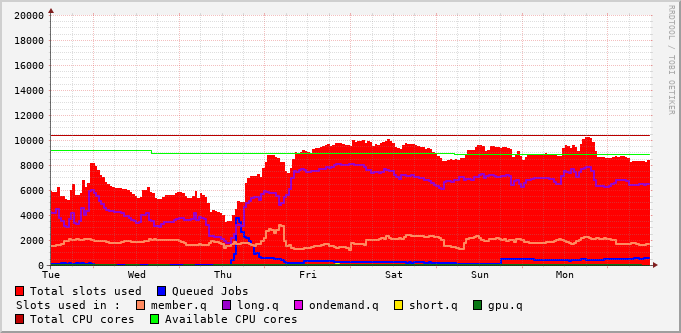 20000
18000
16000
14000
12000
10000
8000
6000
4000
2000
0
Tue Wed Thu Fri Sat Sun Mon
RRDTOOL / TOBI OETIKER
Total slots used Queued Jobs
Slots used in : member.q long.q ondemand.q short.q gpu.q
Total CPU cores Available CPU cores